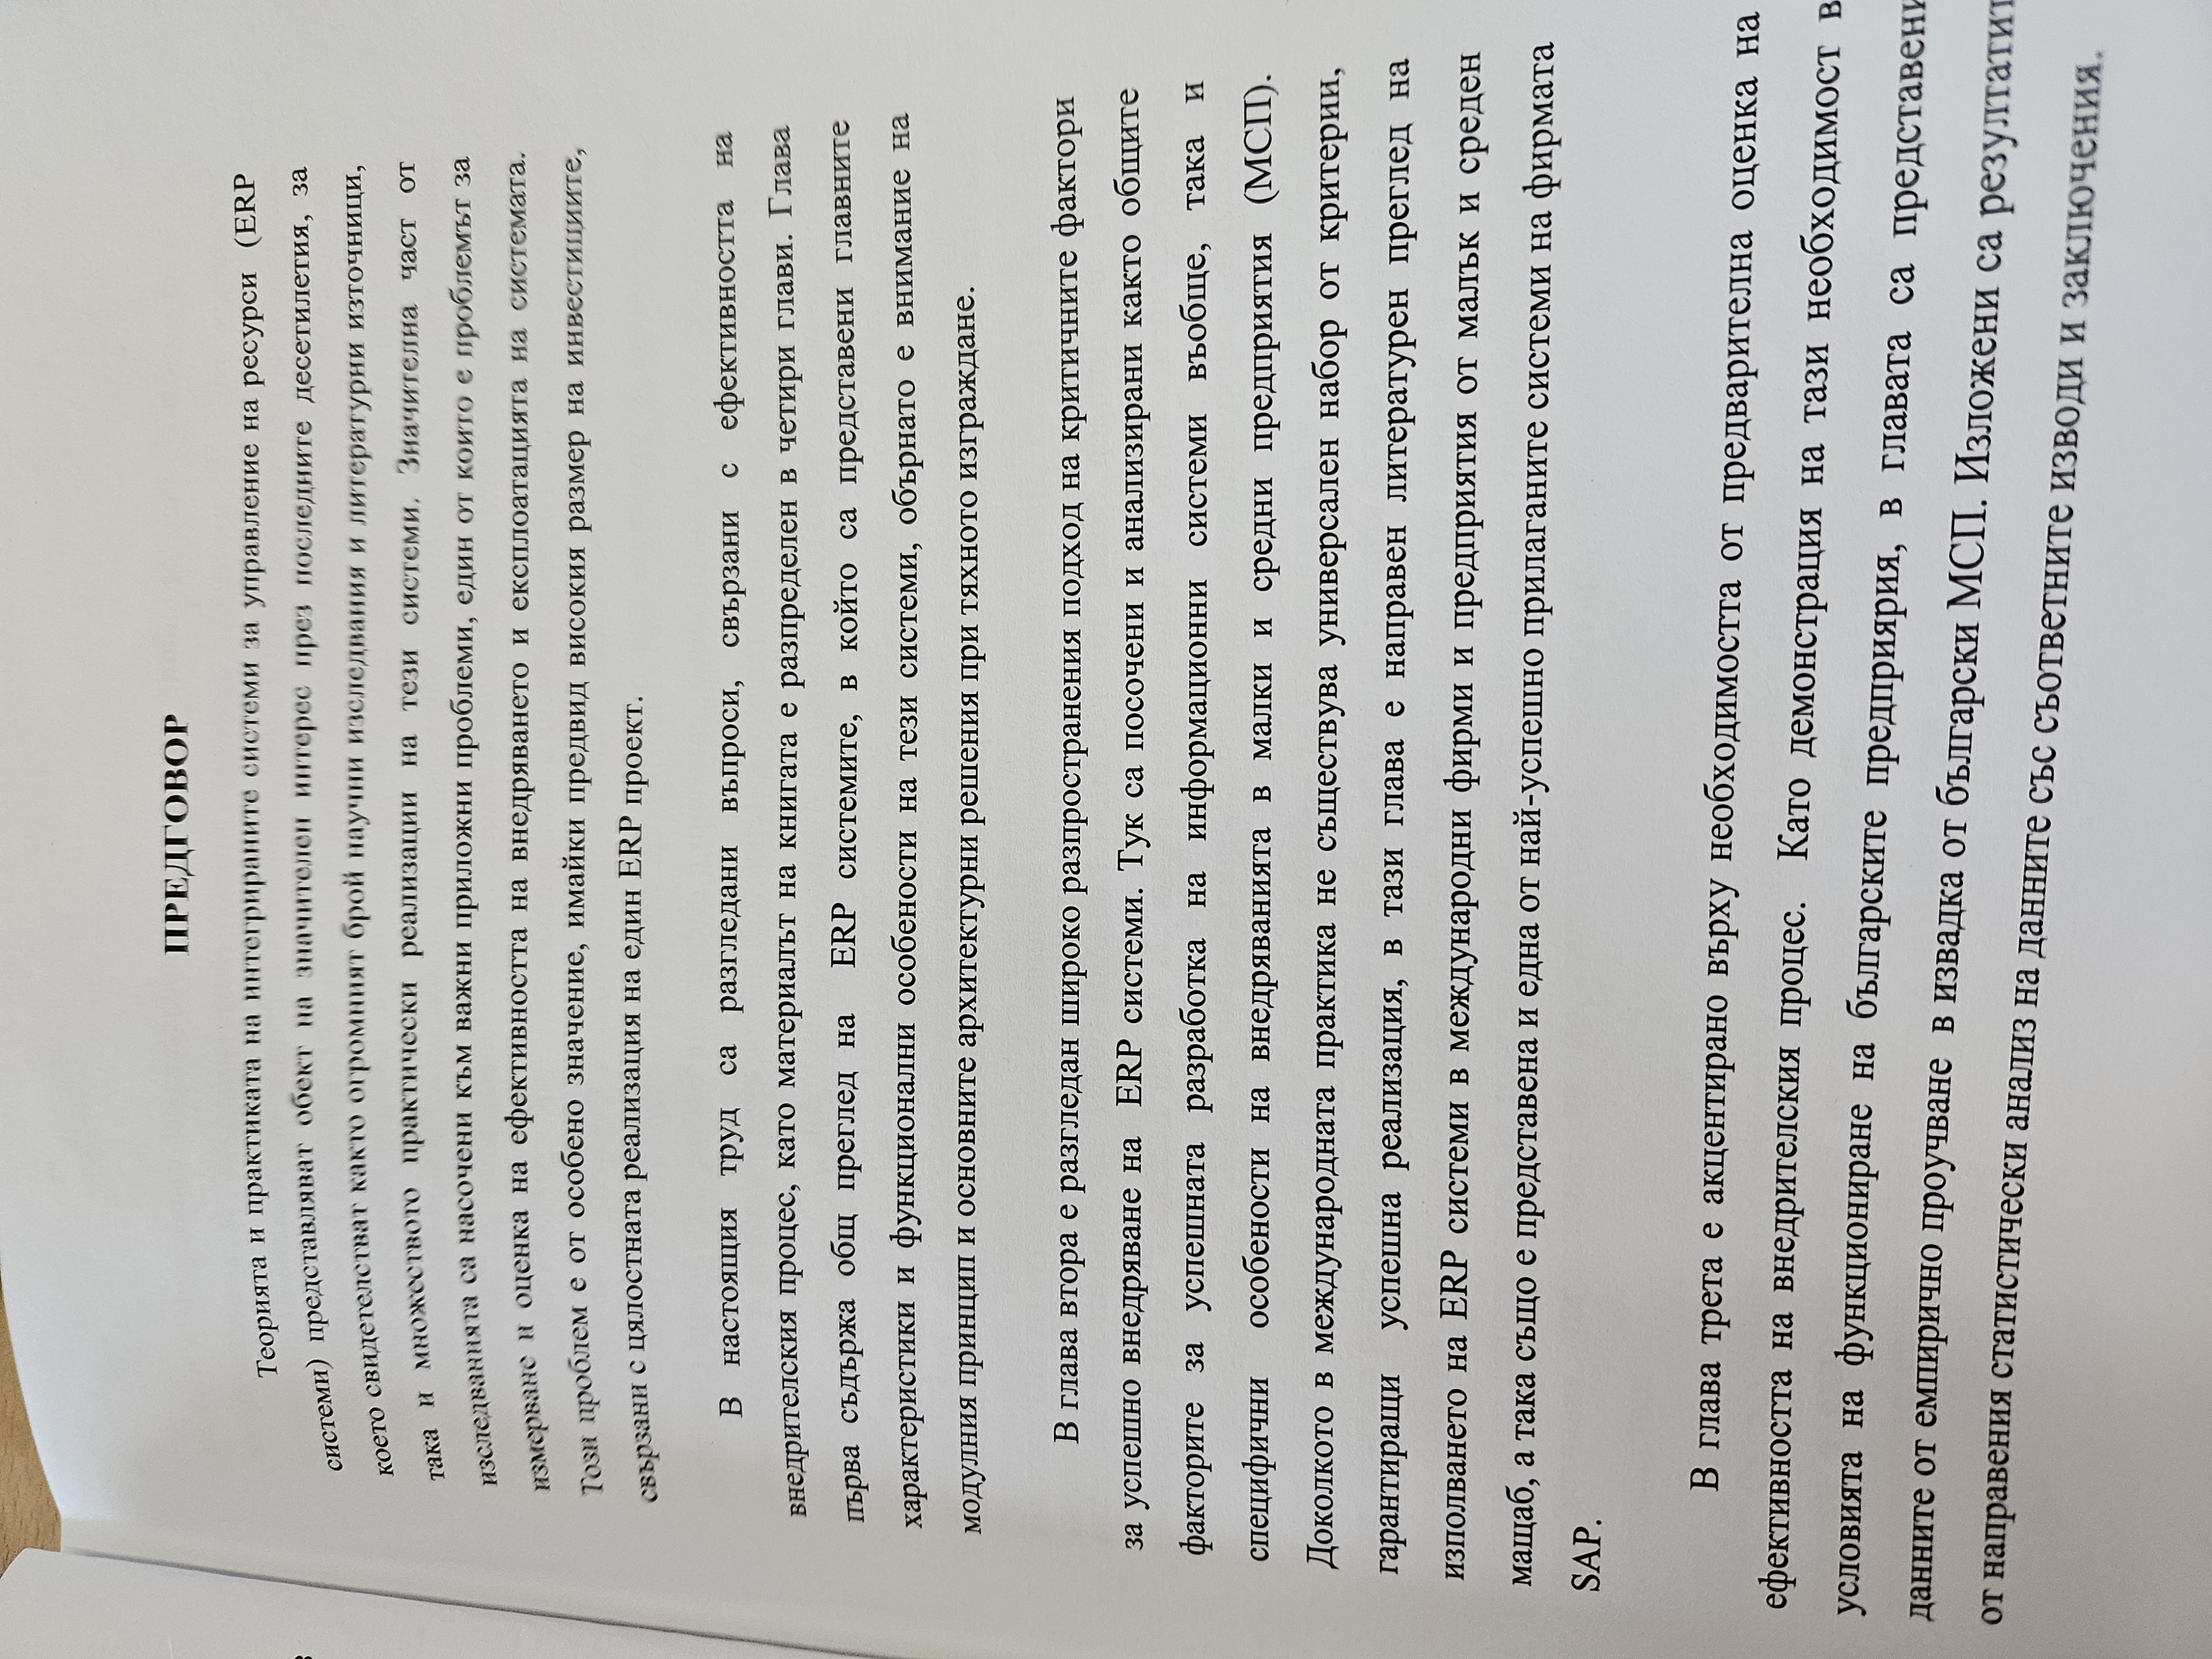 ПРЕДГОВОР
Теорията и практиката на интегрираните системи за управление на ресурси (ERP
системи) представляват обект на значителен интерес през последните десетилетия, за
което свидетелстват както огромният брой научни изследвания и литературни източници,
така и множеството практически реализации на тези системи. Значителна част от
изследванията са насочени към важни приложни проблеми, един от които е проблемът за
измерване и оценка на ефективността на внедряването и експлоатацията на системата.
Този проблем е от особено значение, имайки предвид високия размер на инвестициите,
свързани с цялостната реализация на един ERP проект.
В настоящия труд са разгледани въпроси, свързани с ефективността на
внедрителския процес, като материалът на книгата е разпределен в четири глави. Глава
първа съдържа общ преглед на ERP системите, в който са представени главните
характеристики и функционални особености на тези системи, обърнато е внимание на
модулния принцип и основните архитектурни решения при тяхното изграждане.
В глава втора е разгледан широко разпространения подход на критичните фактори
за успешно внедряване на ERP системи. Тук са посочени и анализирани както общите
факторите за успешната разработка на информационни системи въобще, така и
специфични особености на внедряванията в малки и средни предприятия (МСП).
Доколкото в международната практика не съществува универсален набор от критерии,
гарантиращи успешна реализация, в тази глава е направен литературен преглед на
изполването на ERP системи в международни фирми и предприятия от малък и среден
мащаб, а така също е представена и една от най-успешно прилаганите системи на фирмата
SAP.
В глава трета е акцентирано върху необходимостта от предварителна оценка на
ефективността на внедрителския процес. Като демонстрация на тази необходимост в
условията на функциониране на българските предприярия, в главата са представени
данните от емпирично проучване в извадка от български МСП. Изложени са резултатит
от направения статистически анализ на данните със съответните изводи и заключения.